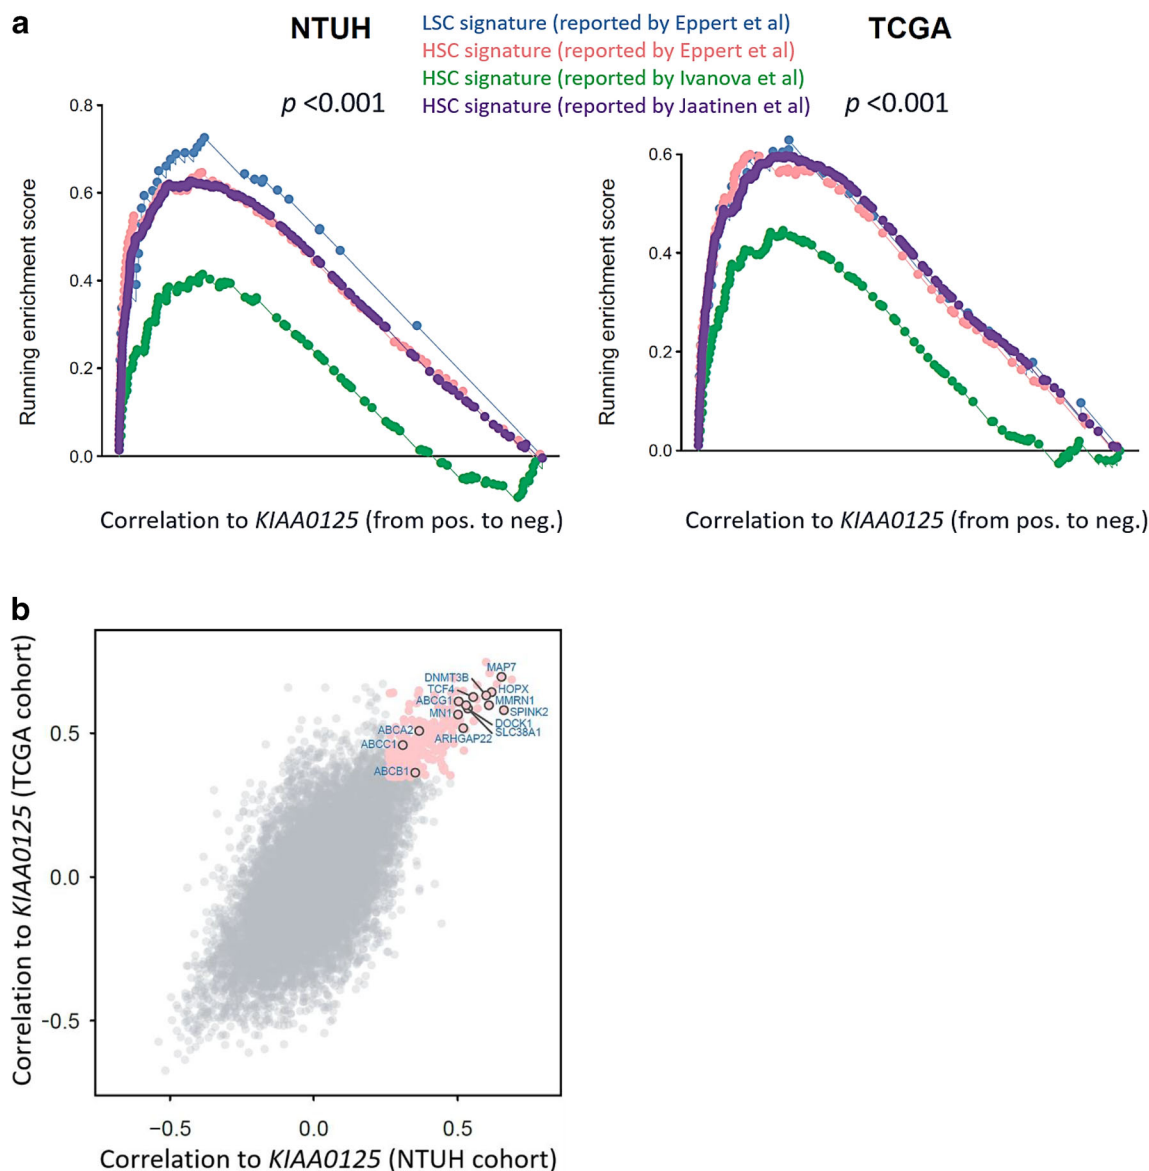 a
NTUH
TCGA
LSC signature (reported by Eppert et al)
HSC signature (reported by Eppert et al)
HSC signature (reported by Ivanova et al)
HSC signature (reported by Jaatinen et al)
p <0.001
p <0.001
Running enrichment score
0.8
0.6
0.4
0.2
0.0
Correlation to KIAA0125 (from pos. to neg.)
Running enrichment score
0.6
0.4
0.2
0.0
Correlation to KIAA0125 (from pos. to neg.)
b
Correlation to KIAA0125 (TCGA cohort)
0.5
0.0
-0.5
MAP7
DNMT3B
TCF4
HOPX
ABCG1
MMRN1
MN1
SPINK2
DOCK1
SLC38A1
ABCA2
ARHGAP22
ABCC1
ABCB1
−0.5
0.0
0.5
Correlation to KIAA0125 (NTUH cohort)